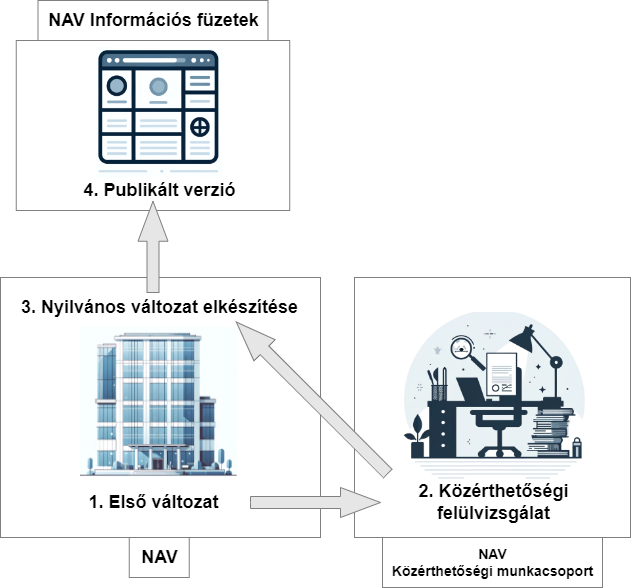 NAV Információs füzetek
4. Publikált verzió
3. Nyilvános változat elkészítése
1. Első változat
2. Közérthetőségi
felülvizsgálat
NAV
NAV
Közérthetőségi munkacsoport